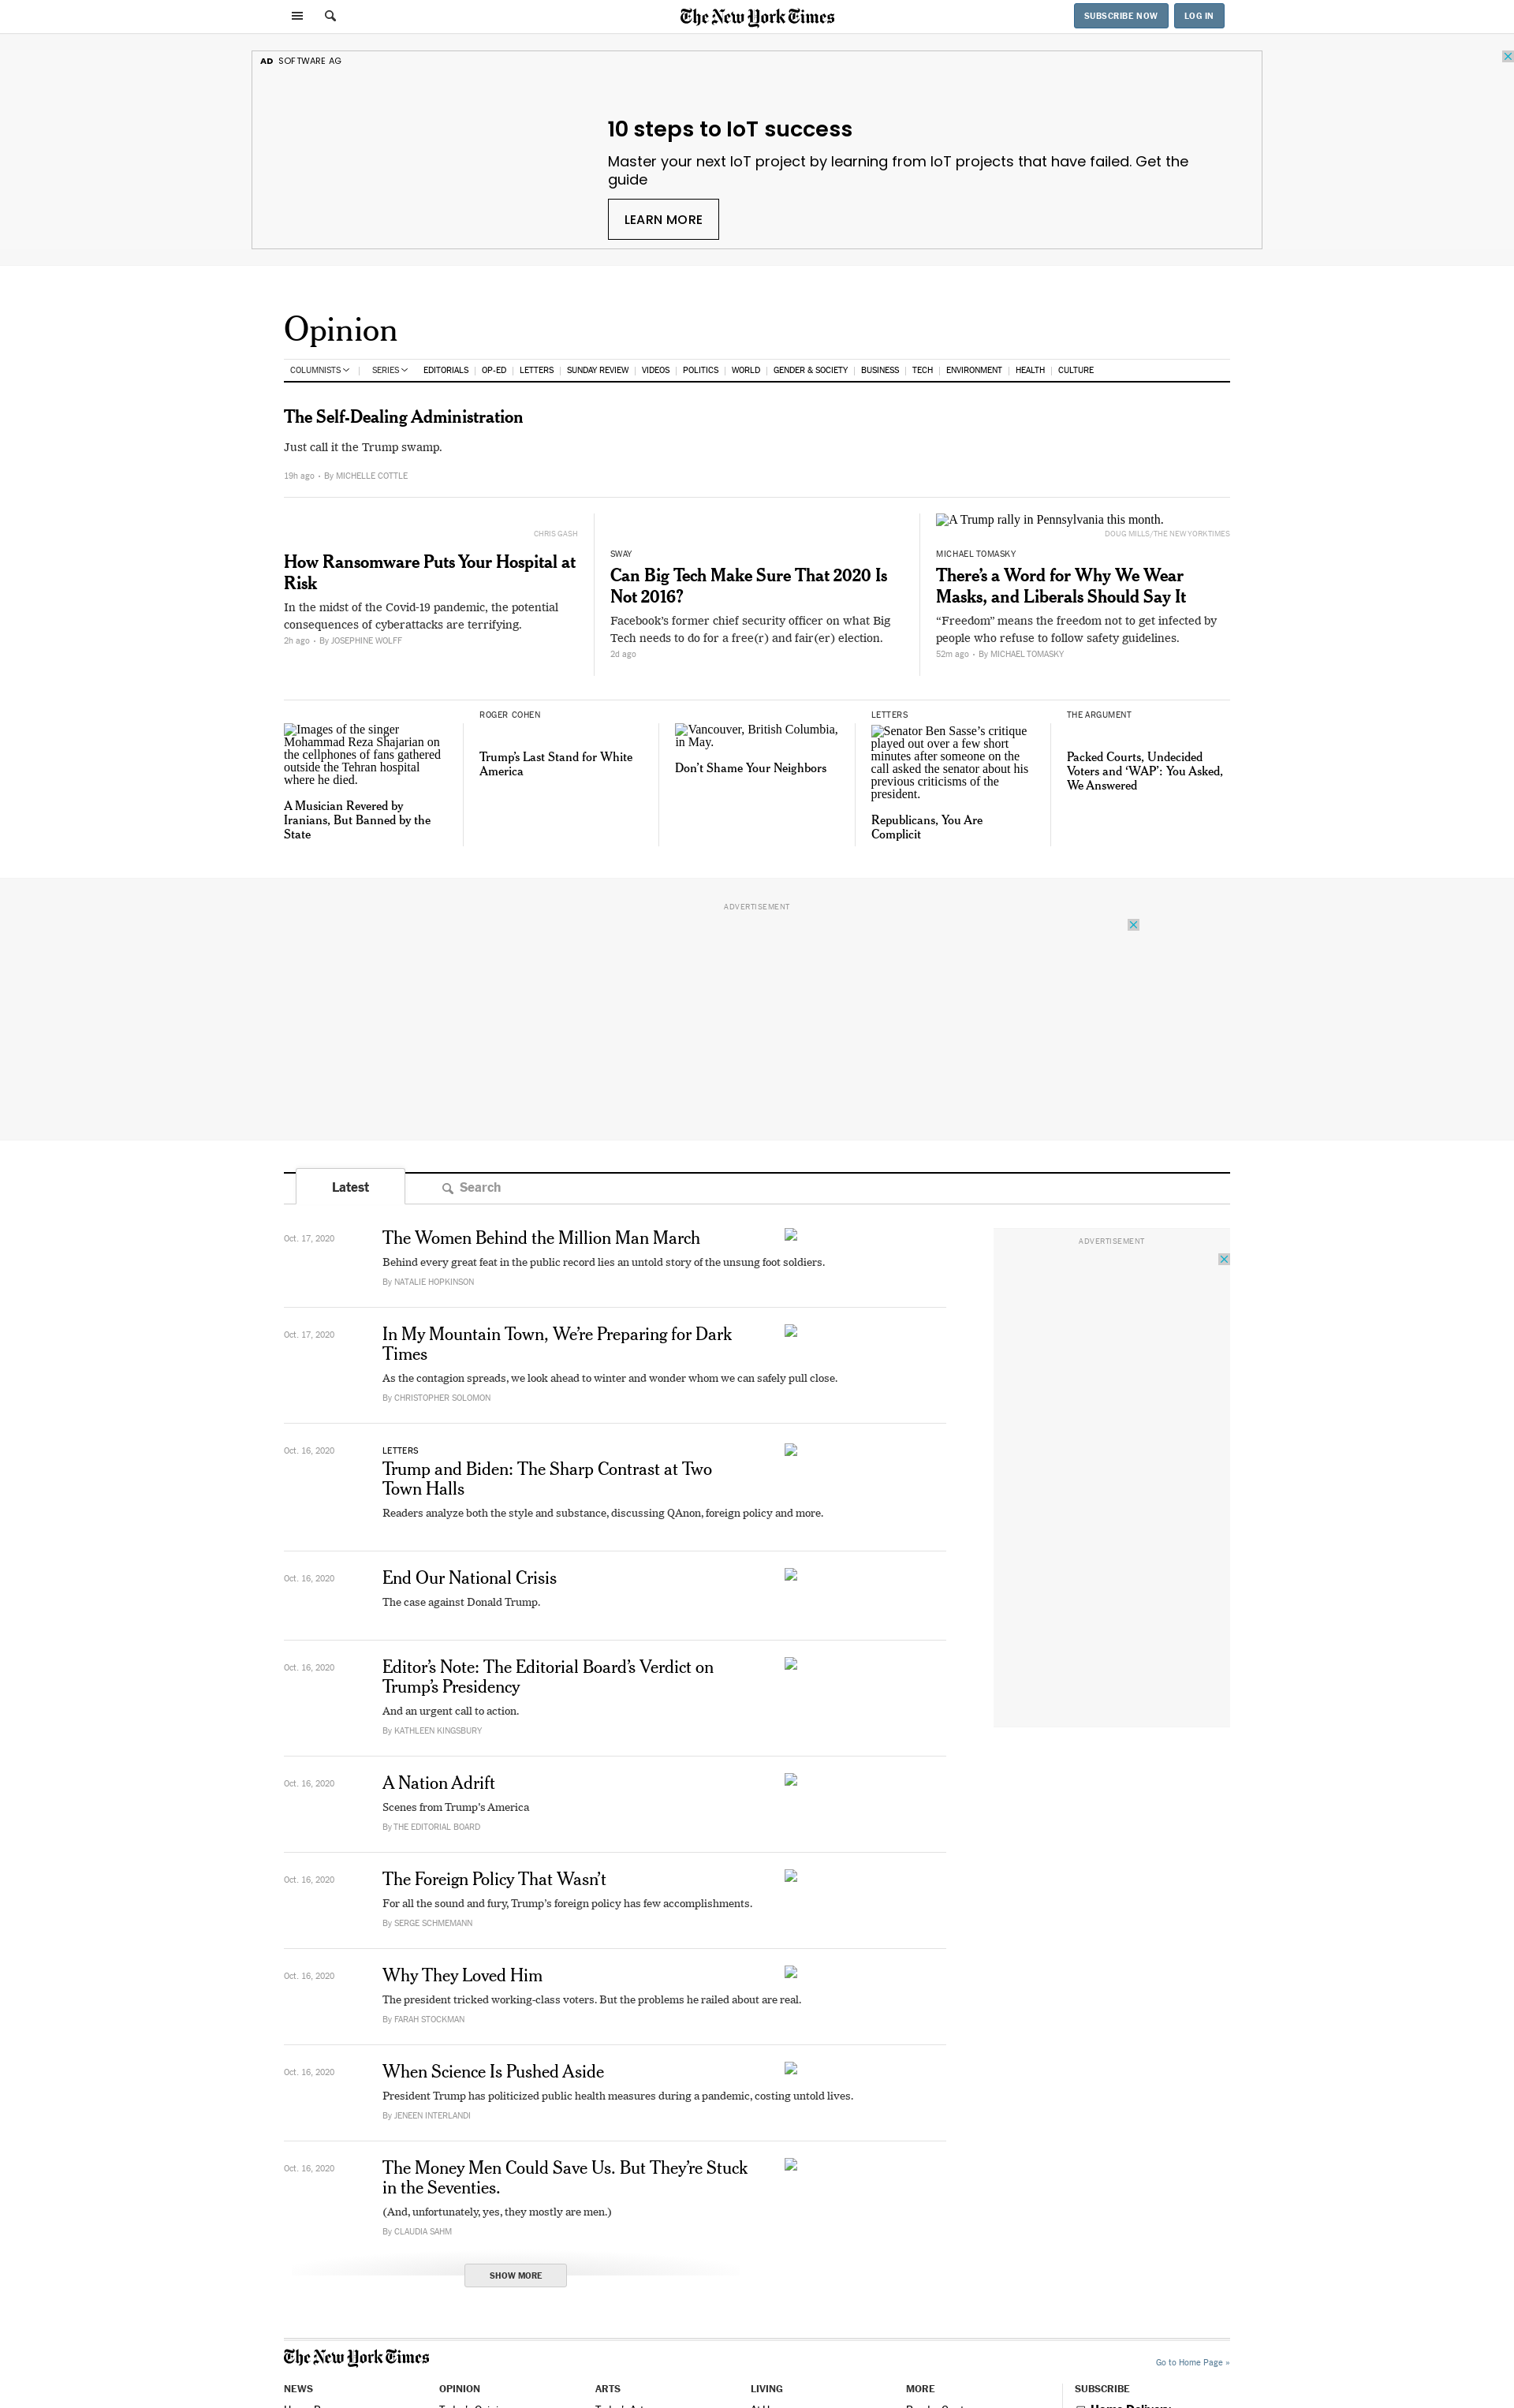 The New York Times
SUBSCRIBE NOW
LOG IN
AD SOFTWARE AG
10 steps to IoT success
Master your next IoT project by learning from IoT projects that have failed. Get the
guide
LEARN MORE
Opinion
COLUMNISTS | SERIES EDITORIALS | OP-ED | LETTERS | SUNDAY REVIEW | VIDEOS | POLITICS | WORLD | GENDER & SOCIETY | BUSINESS | TECH | ENVIRONMENT | HEALTH | CULTURE
The Self-Dealing Administration
Just call it the Trump swamp.
19h ago • By MICHELLE COTTLE
CHRIS GASH
How Ransomware Puts Your Hospital at
Risk
In the midst of the Covid-19 pandemic, the potential
consequences of cyberattacks are terrifying.
2h ago • By JOSEPHINE WOLFF
SWAY
Can Big Tech Make Sure That 2020 Is
Not 2016?
Facebook’s former chief security officer on what Big
Tech needs to do for a free(r) and fair(er) election.
2d ago
A Trump rally in Pennsylvania this month.
DOUG MILLS/THE NEW YORK TIMES
MICHAEL TOMASKY
There’s a Word for Why We Wear
Masks, and Liberals Should Say It
“Freedom” means the freedom not to get infected by
people who refuse to follow safety guidelines.
52m ago • By MICHAEL TOMASKY
Images of the singer
Mohammad Reza Shajarian on
the cellphones of fans gathered
outside the Tehran hospital
where he died.
A Musician Revered by
Iranians, But Banned by the
State
ROGER COHEN
Trump’s Last Stand for White
America
Vancouver, British Columbia,
in May.
Don’t Shame Your Neighbors
LETTERS
Senator Ben Sasse’s critique
played out over a few short
minutes after someone on the
call asked the senator about his
previous criticisms of the
president.
Republicans, You Are
Complicit
THE ARGUMENT
Packed Courts, Undecided
Voters and ‘WAP’: You Asked,
We Answered
ADVERTISEMENT
Latest
Search
ADVERTISEMENT
Oct. 17, 2020
The Women Behind the Million Man March
Behind every great feat in the public record lies an untold story of the unsung foot soldiers.
By NATALIE HOPKINSON
Oct. 17, 2020
In My Mountain Town, We’re Preparing for Dark
Times
As the contagion spreads, we look ahead to winter and wonder whom we can safely pull close.
By CHRISTOPHER SOLOMON
Oct. 16, 2020
LETTERS
Trump and Biden: The Sharp Contrast at Two
Town Halls
Readers analyze both the style and substance, discussing QAnon, foreign policy and more.
Oct. 16, 2020
End Our National Crisis
The case against Donald Trump.
Oct. 16, 2020
Editor’s Note: The Editorial Board’s Verdict on
Trump’s Presidency
And an urgent call to action.
By KATHLEEN KINGSBURY
Oct. 16, 2020
A Nation Adrift
Scenes from Trump’s America
By THE EDITORIAL BOARD
Oct. 16, 2020
The Foreign Policy That Wasn’t
For all the sound and fury, Trump’s foreign policy has few accomplishments.
By SERGE SCHMEMANN
Oct. 16, 2020
Why They Loved Him
The president tricked working-class voters. But the problems he railed about are real.
By FARAH STOCKMAN
Oct. 16, 2020
When Science Is Pushed Aside
President Trump has politicized public health measures during a pandemic, costing untold lives.
By JENEEN INTERLANDI
Oct. 16, 2020
The Money Men Could Save Us. But They’re Stuck
in the Seventies.
(And, unfortunately, yes, they mostly are men.)
By CLAUDIA SAHM
SHOW MORE
The New York Times
Go to Home Page »
NEWS
OPINION
ARTS
LIVING
MORE
SUBSCRIBE